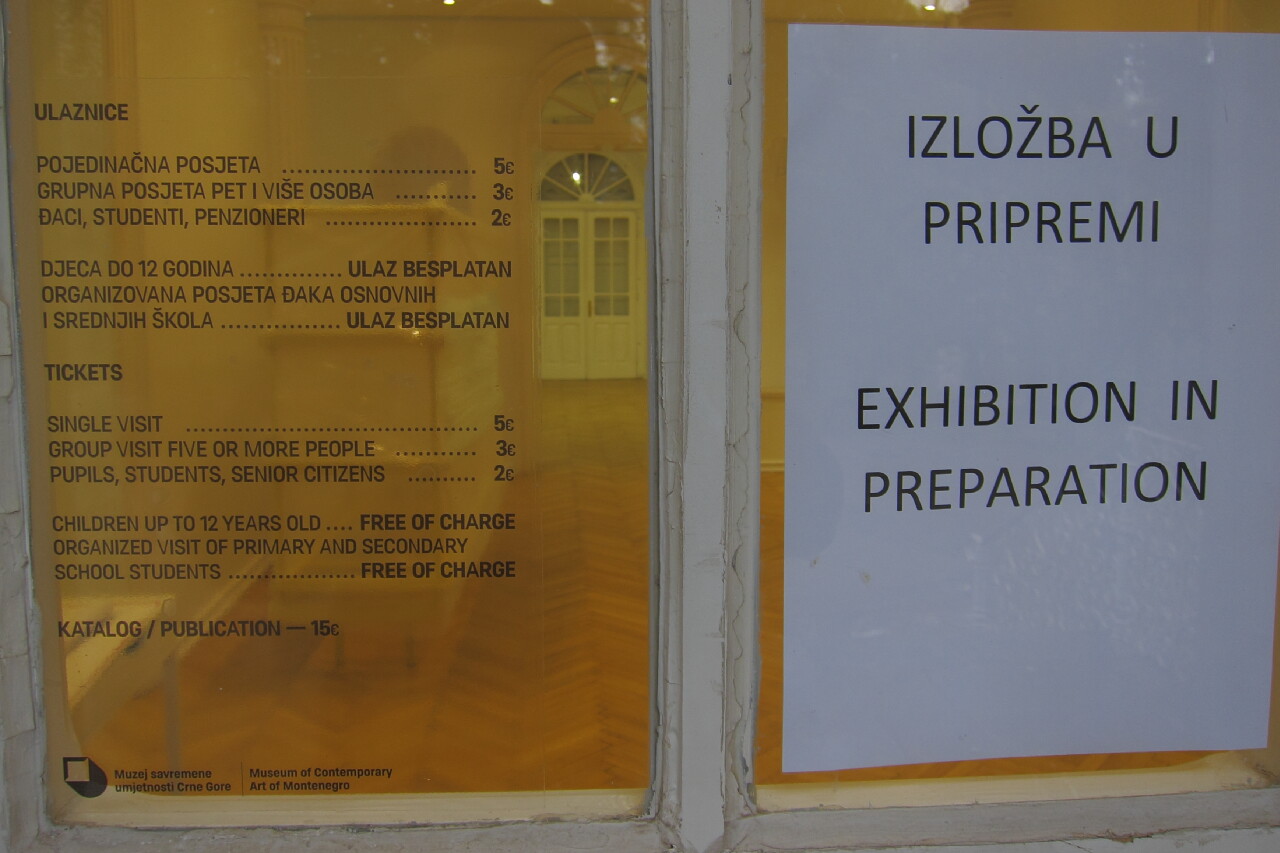 ULAZNICE
POJEDINAČNA POSJETA .................................. 5€
GRUPNA POSJETA PET I VIŠE OSOBA .............. 3€
ĐACI, STUDENTI, PENZIONERI .......................... 2€
DJECA DO 12 GODINA .............. ULAZ BESPLATAN
ORGANIZOVANA POSJETA ĐAKA OSNOVNIH
I SREDNJIH ŠKOLA ................. ULAZ BESPLATAN
TICKETS
SINGLE VISIT .................................................. 5€
GROUP VISIT FIVE OR MORE PEOPLE .............. 3€
PUPILS, STUDENTS, SENIOR CITIZENS .......... 2€
CHILDREN UP TO 12 YEARS OLD .... FREE OF CHARGE
ORGANIZED VISIT OF PRIMARY AND SECONDARY
SCHOOL STUDENTS .................. FREE OF CHARGE
KATALOG / PUBLICATION — 15€
Muzej savremene
umjetnosti Crne Gore
Museum of Contemporary
Art of Montenegro
IZLOŽBA U
PRIPREMI
EXHIBITION IN
PREPARATION